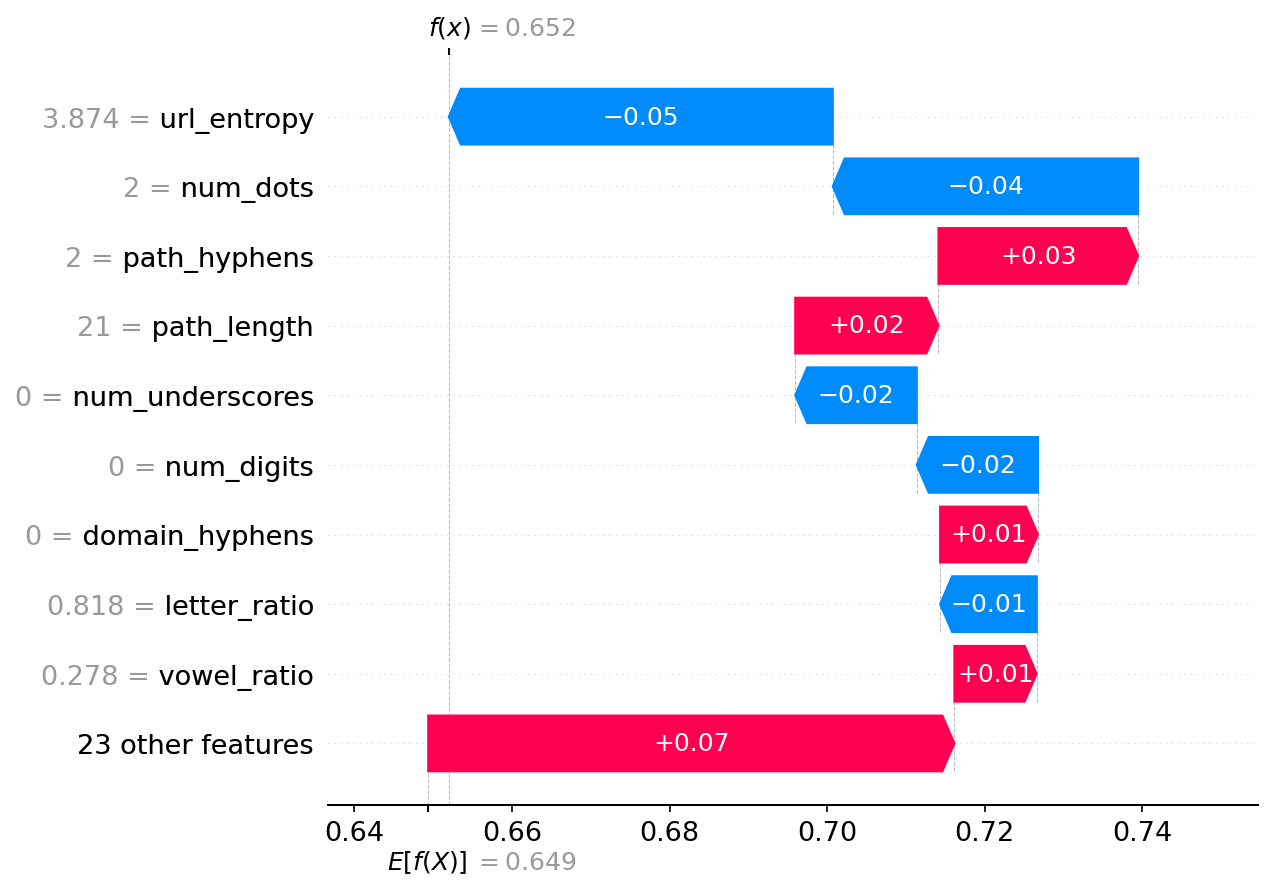 f(x) = 0.652
3.874 = url_entropy −0.05
2 = num_dots −0.04
2 = path_hyphens +0.03
21 = path_length +0.02
0 = num_underscores −0.02
0 = num_digits −0.02
0 = domain_hyphens +0.01
0.818 = letter_ratio −0.01
0.278 = vowel_ratio +0.01
23 other features +0.07
0.64 0.66 0.68 0.70 0.72 0.74
E[f(X)] = 0.649